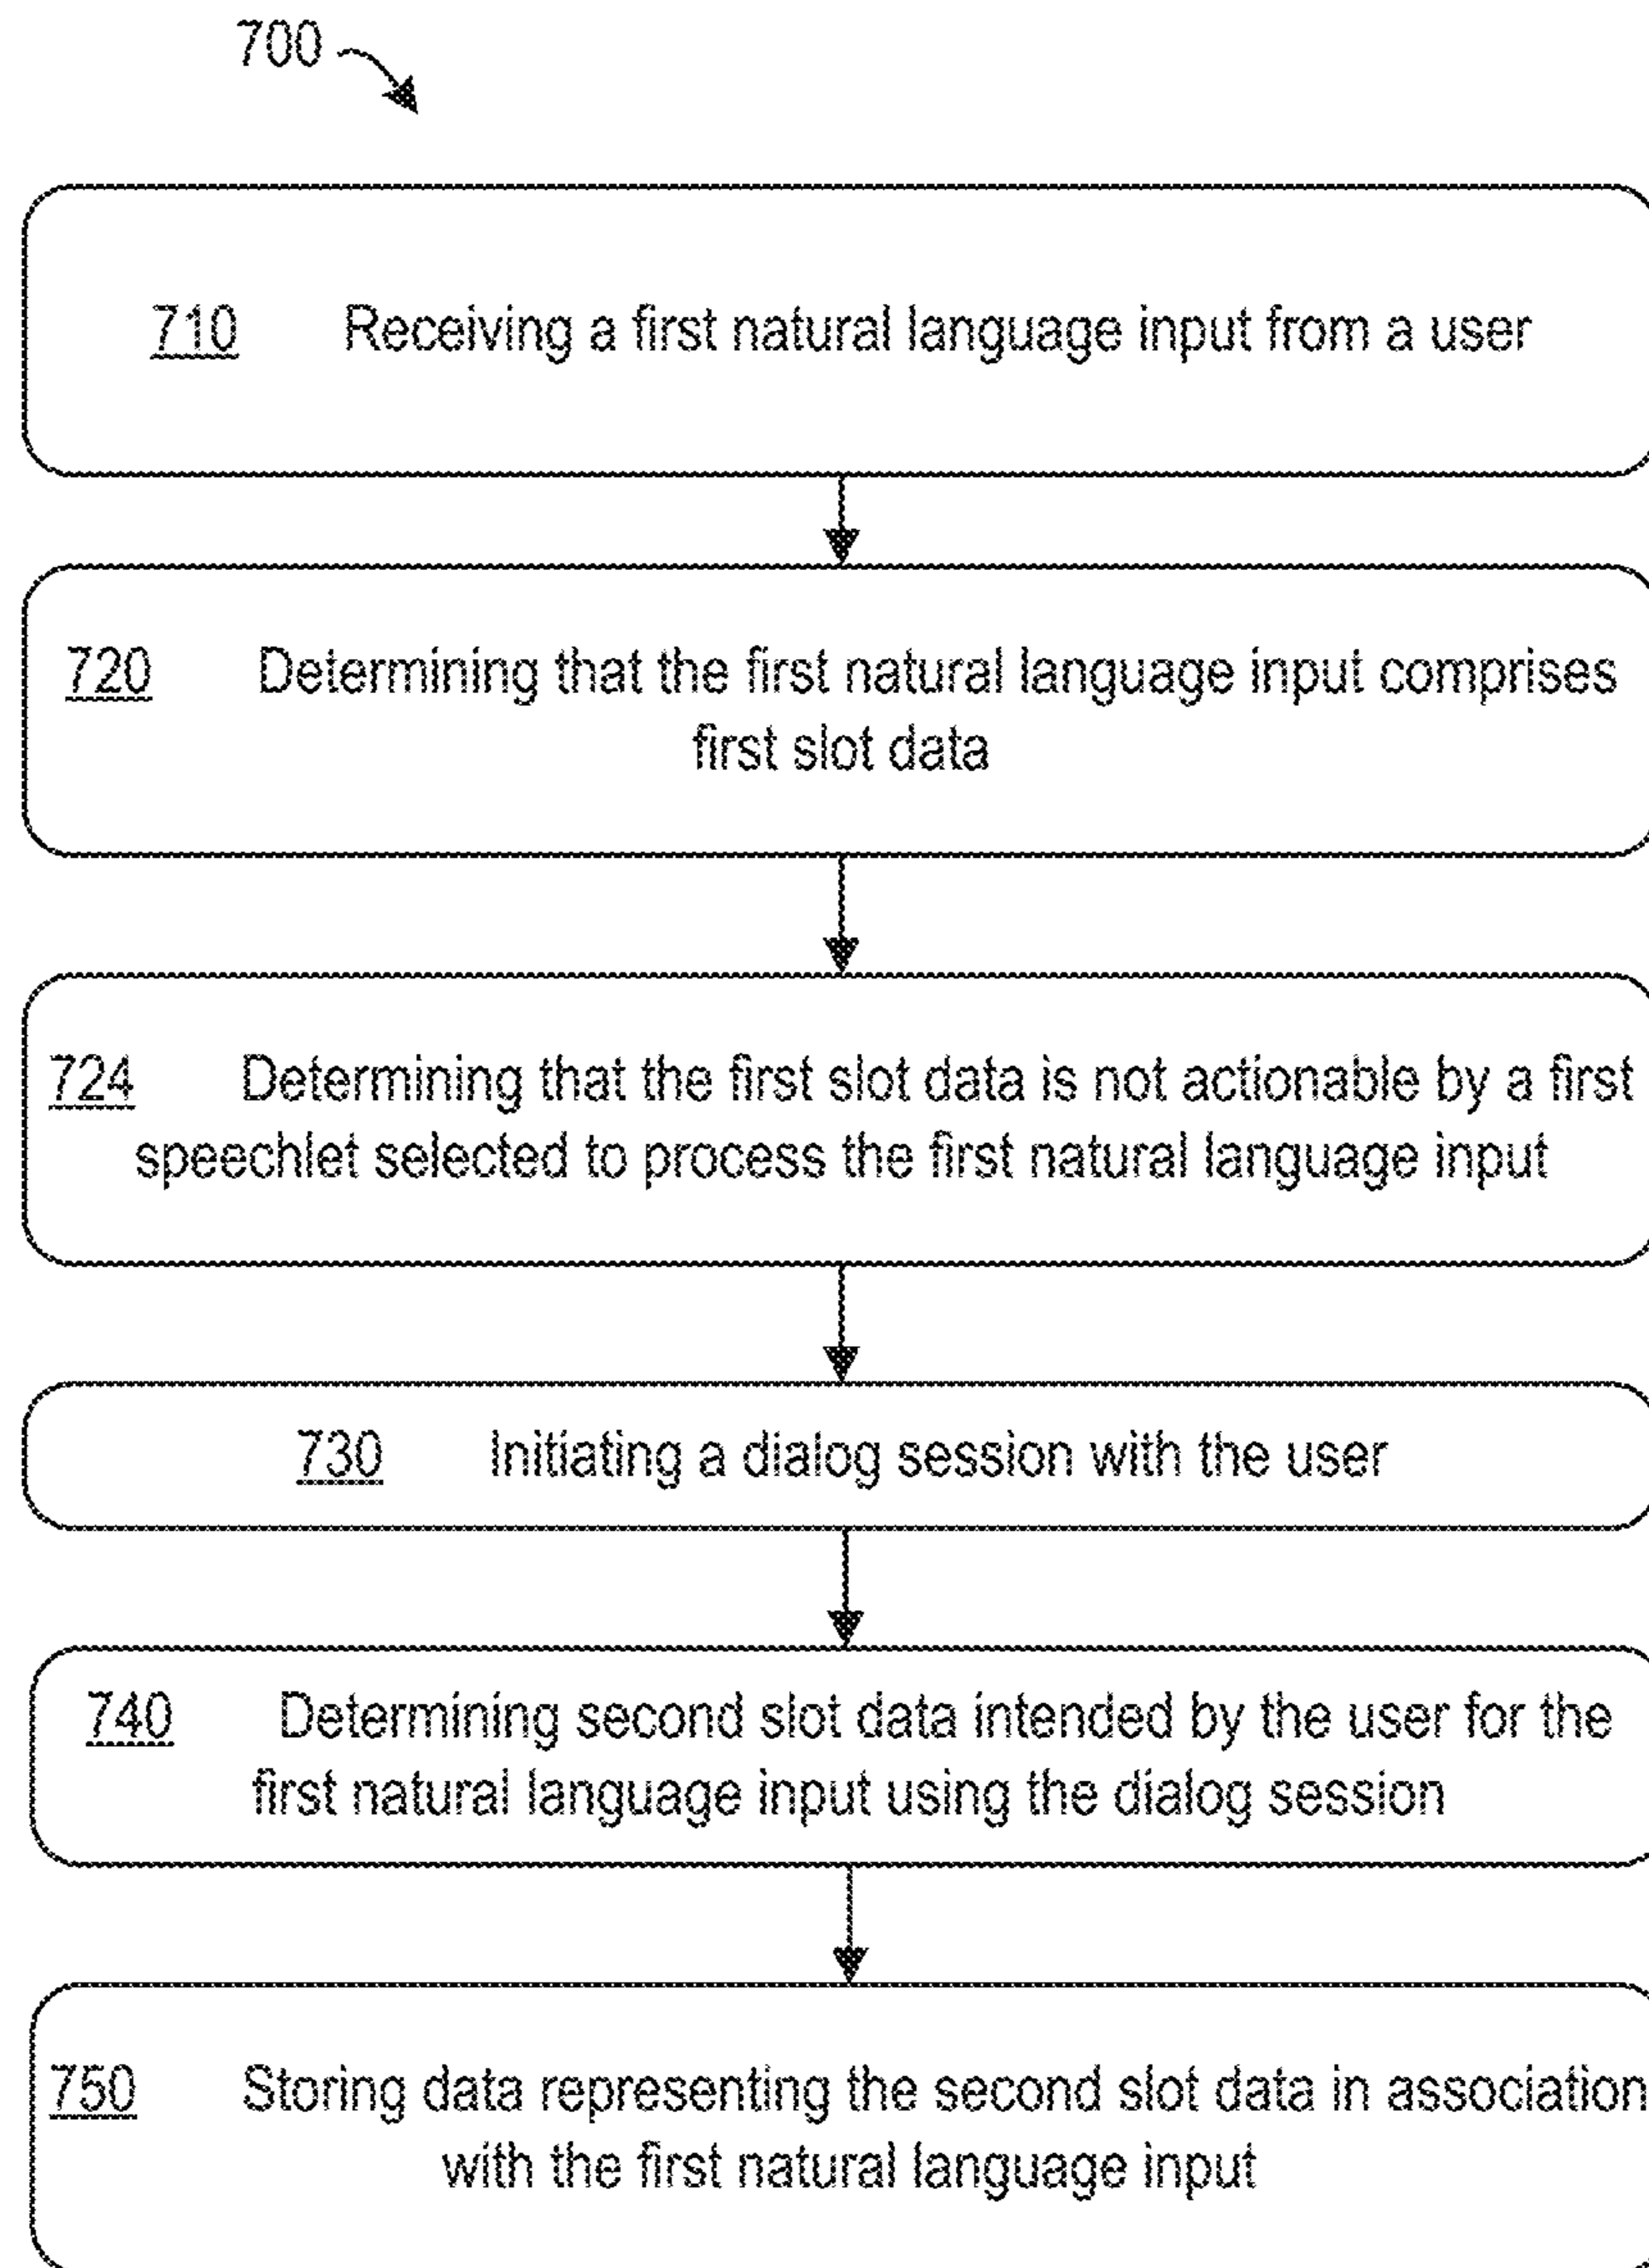 700
710 Receiving a first natural language input from a user
720 Determining that the first natural language input comprises
first slot data
724 Determining that the first slot data is not actionable by a first
speechlet selected to process the first natural language input
730 Initiating a dialog session with the user
740 Determining second slot data intended by the user for the
first natural language input using the dialog session
750 Storing data representing the second slot data in association
with the first natural language input